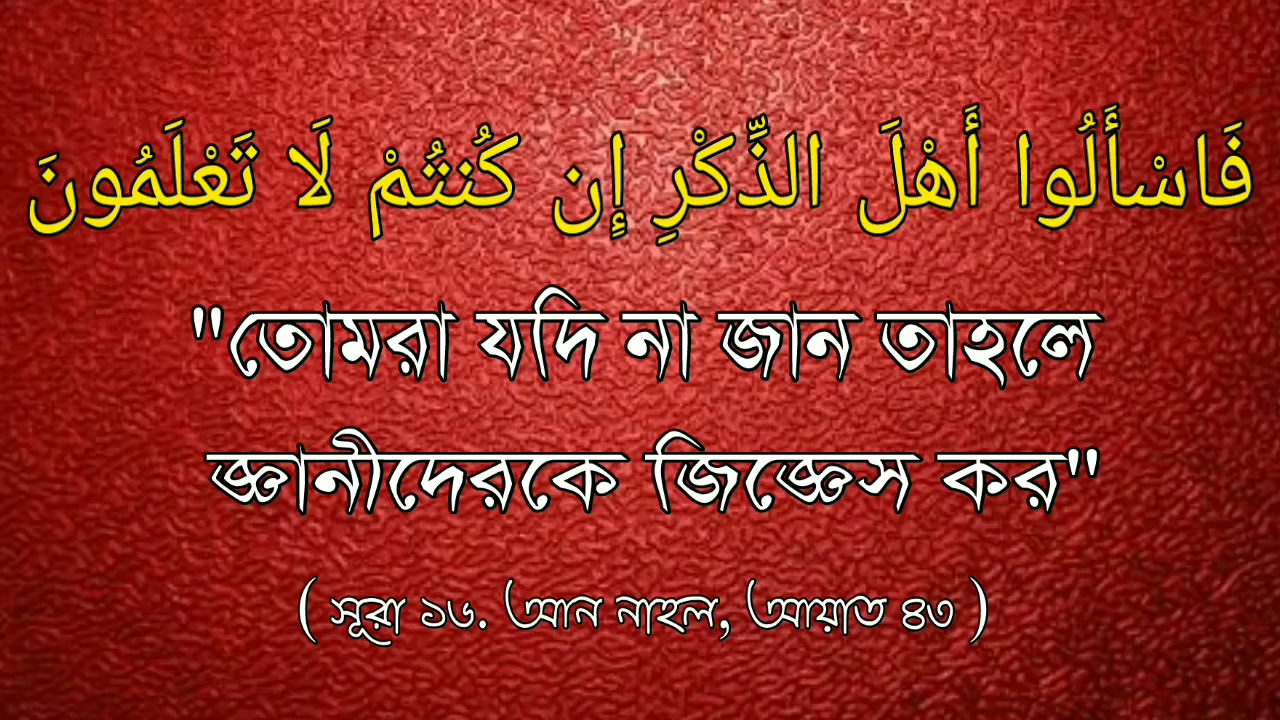 فَاسْأَلُوا أَهْلَ الذِّكْرِ إِن كُنتُمْ لَا تَعْلَمُونَ
"তোমরা যদি না জান তাহলে
জ্ঞানীদেরকে জিজ্ঞেস কর"
( সূরা ১৬. আন নাহল, আয়াত ৪৩ )